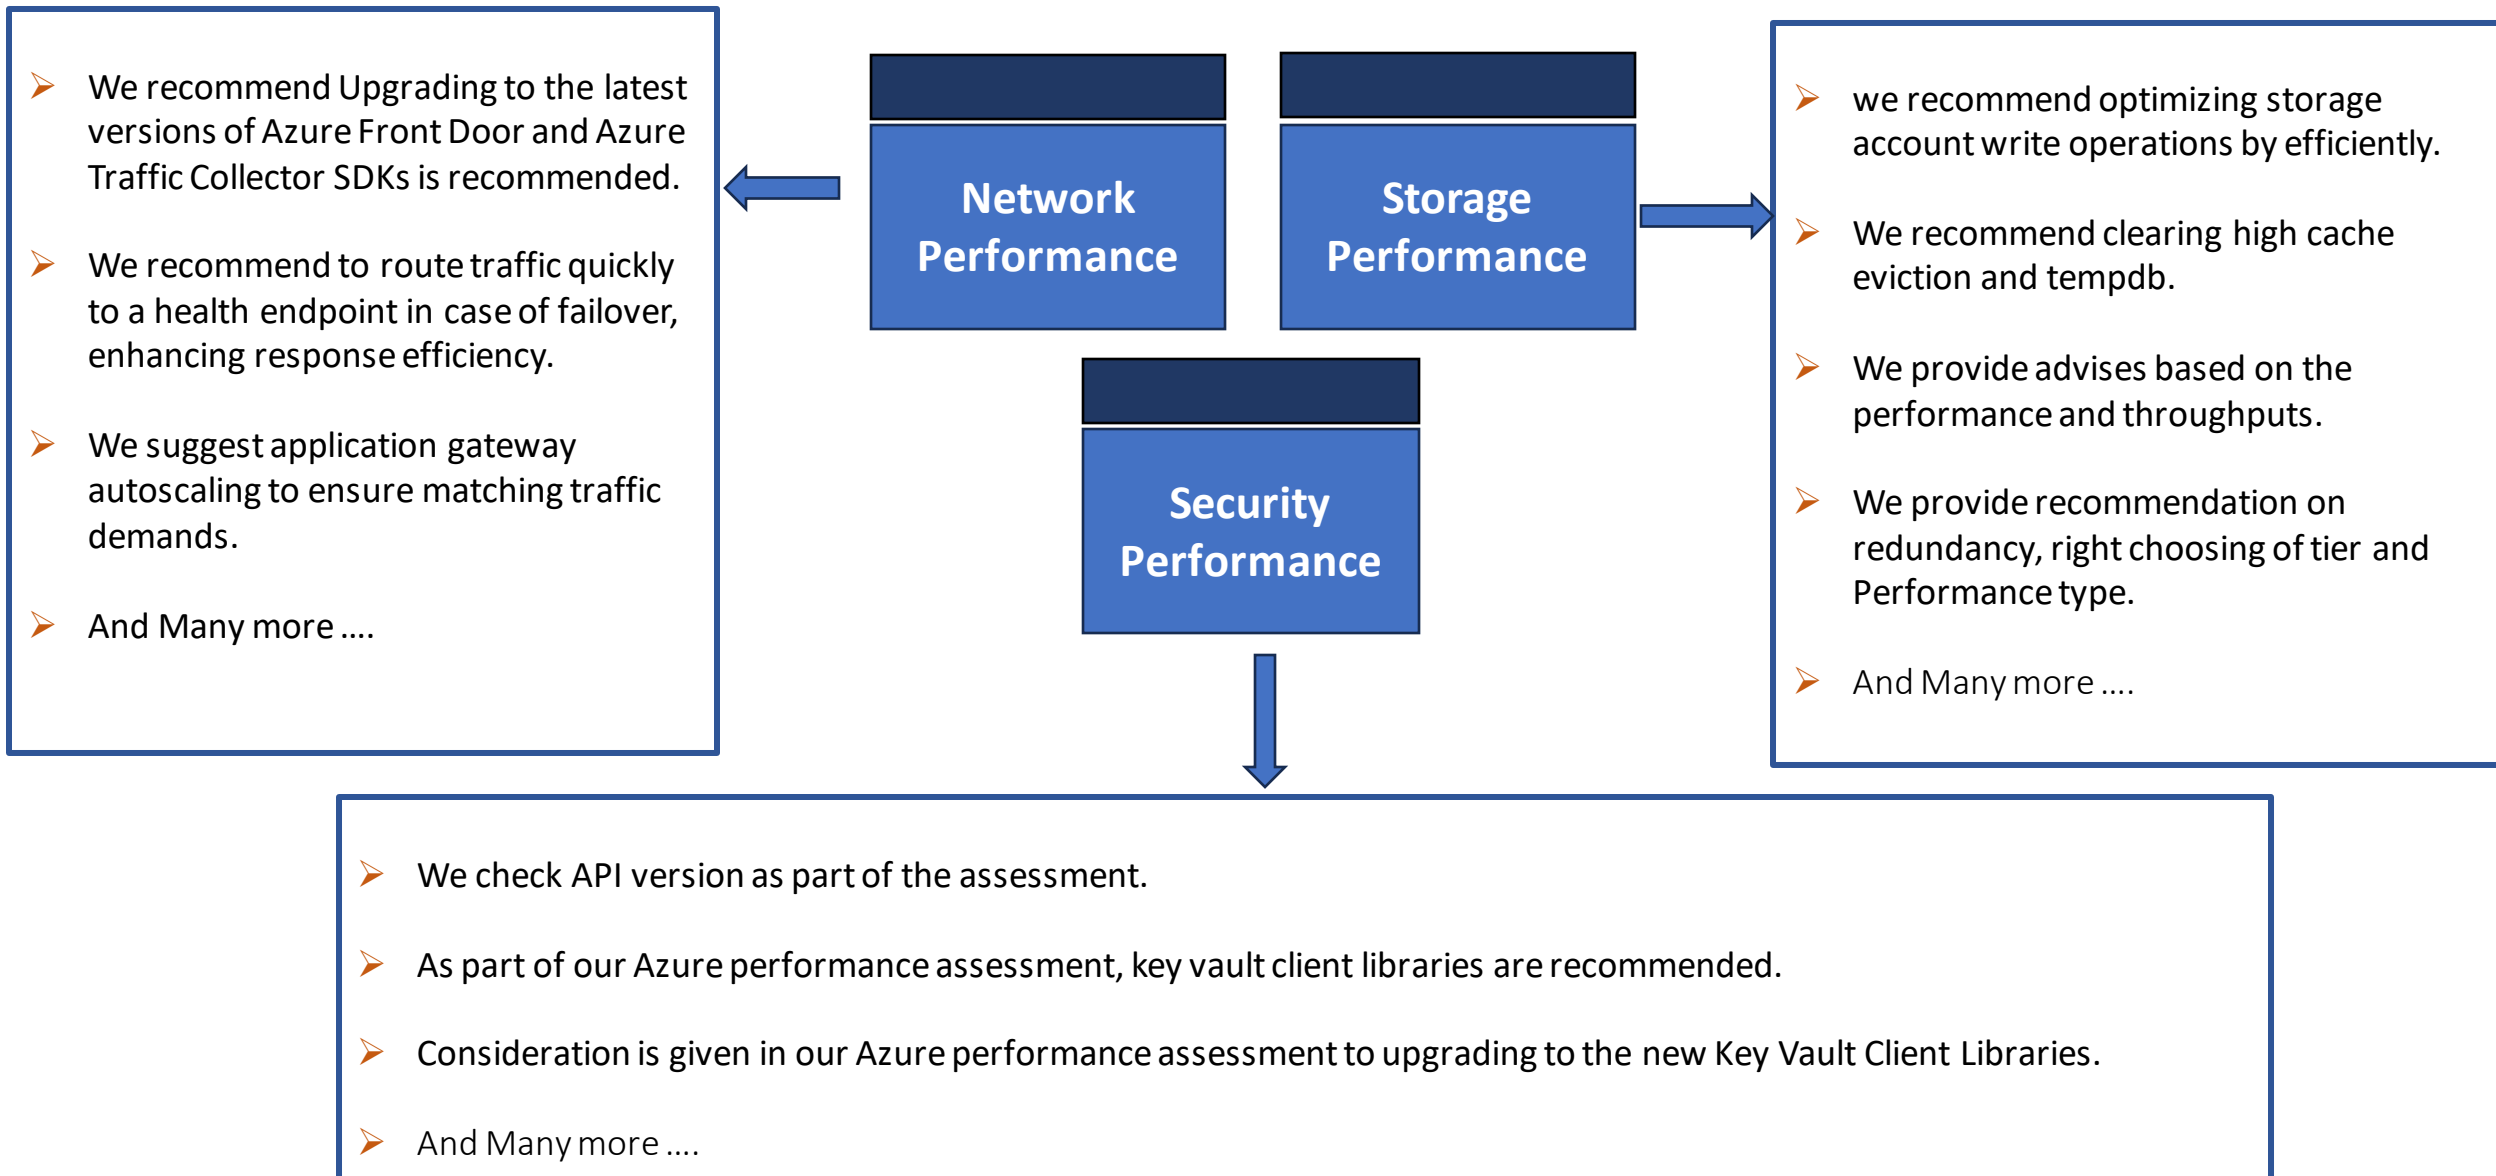 We recommend Upgrading to the latest
versions of Azure Front Door and Azure
Traffic Collector SDKs is recommended.
We recommend to route traffic quickly
to a health endpoint in case of failover,
enhancing response efficiency.
We suggest application gateway
autoscaling to ensure matching traffic
demands.
And Many more ....
Network
Performance
Storage
Performance
Security
Performance
we recommend optimizing storage
account write operations by efficiently.
We recommend clearing high cache
eviction and tempdb.
We provide advises based on the
performance and throughputs.
We provide recommendation on
redundancy, right choosing of tier and
Performance type.
And Many more ....
We check API version as part of the assessment.
As part of our Azure performance assessment, key vault client libraries are recommended.
Consideration is given in our Azure performance assessment to upgrading to the new Key Vault Client Libraries.
And Many more ....